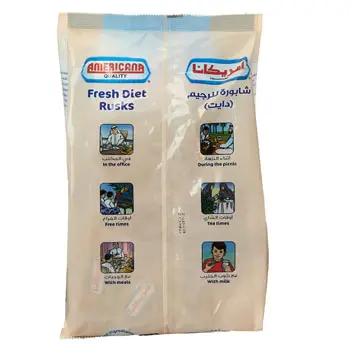 AMERICANA
QUALITY
Fresh Diet
Rusks
في المكتب
In the office
أوقات الفراغ
Free times
مع الوجبات
With meals
امريكانا
شابورة للرجيم
(دايت)
أثناء النزهة
During the picnic
أوقات الشاي
Tea times
مع كوب الحليب
With milk